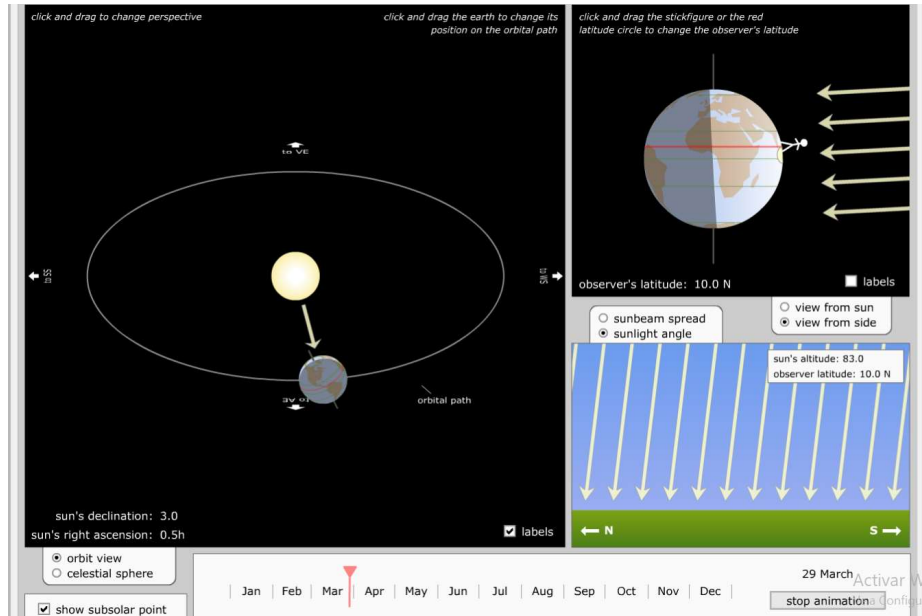 click and drag to change perspective
click and drag the earth to change its
position on the orbital path
to VE
to SS
to WS
to AE
orbital path
sun's declination: 3.0
sun's right ascension: 0.5h
labels
orbit view
celestial sphere
show subsolar point
click and drag the stickfigure or the red
latitude circle to change the observer's latitude
observer's latitude: 10.0 N
labels
view from sun
view from side
sunbeam spread
sunlight angle
sun's altitude: 83.0
observer latitude: 10.0 N
N
S
Jan Feb Mar Apr May Jun Jul Aug Sep Oct Nov Dec
29 March
stop animation
Activar W